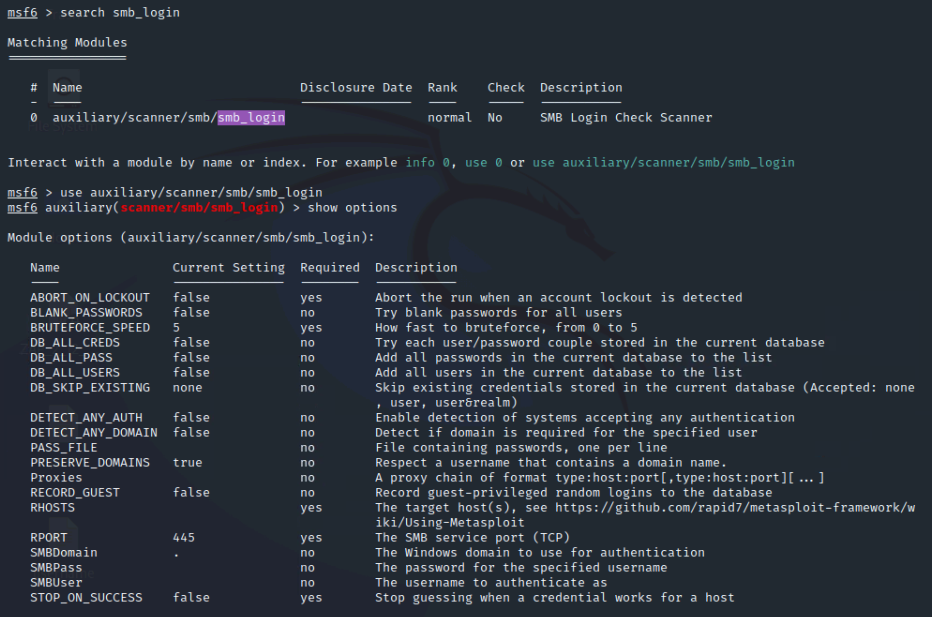 msf6 > search smb_login
Matching Modules
# Name Disclosure Date Rank Check Description
- 
0 auxiliary/scanner/smb/smb_login normal No SMB Login Check Scanner
Interact with a module by name or index. For example info 0, use 0 or use auxiliary/scanner/smb/smb_login
msf6 > use auxiliary/scanner/smb/smb_login
msf6 auxiliary(scanner/smb/smb_login) > show options
Module options (auxiliary/scanner/smb/smb_login):
Name Current Setting Required Description
ABORT_ON_LOCKOUT false yes Abort the run when an account lockout is detected
BLANK_PASSWORDS false no Try blank passwords for all users
BRUTEFORCE_SPEED 5 yes How fast to bruteforce, from 0 to 5
DB_ALL_CREDS false no Try each user/password couple stored in the current database
DB_ALL_PASS false no Add all passwords in the current database to the list
DB_ALL_USERS false no Add all users in the current database to the list
DB_SKIP_EXISTING none no Skip existing credentials stored in the current database (Accepted: none
, user, user&realm)
DETECT_ANY_AUTH false no Enable detection of systems accepting any authentication
DETECT_ANY_DOMAIN false no Detect if domain is required for the specified user
PASS_FILE no File containing passwords, one per line
PRESERVE_DOMAINS true no Respect a username that contains a domain name.
Proxies no A proxy chain of format type:host:port[,type:host:port][...]
RECORD_GUEST false no Record guest-privileged random logins to the database
RHOSTS yes The target host(s), see https://github.com/rapid7/metasploit-framework/w
iki/Using-Metasploit
RPORT 445 yes The SMB service port (TCP)
SMBDomain . no The Windows domain to use for authentication
SMBPass no The password for the specified username
SMBUser no The username to authenticate as
STOP_ON_SUCCESS false yes Stop guessing when a credential works for a host